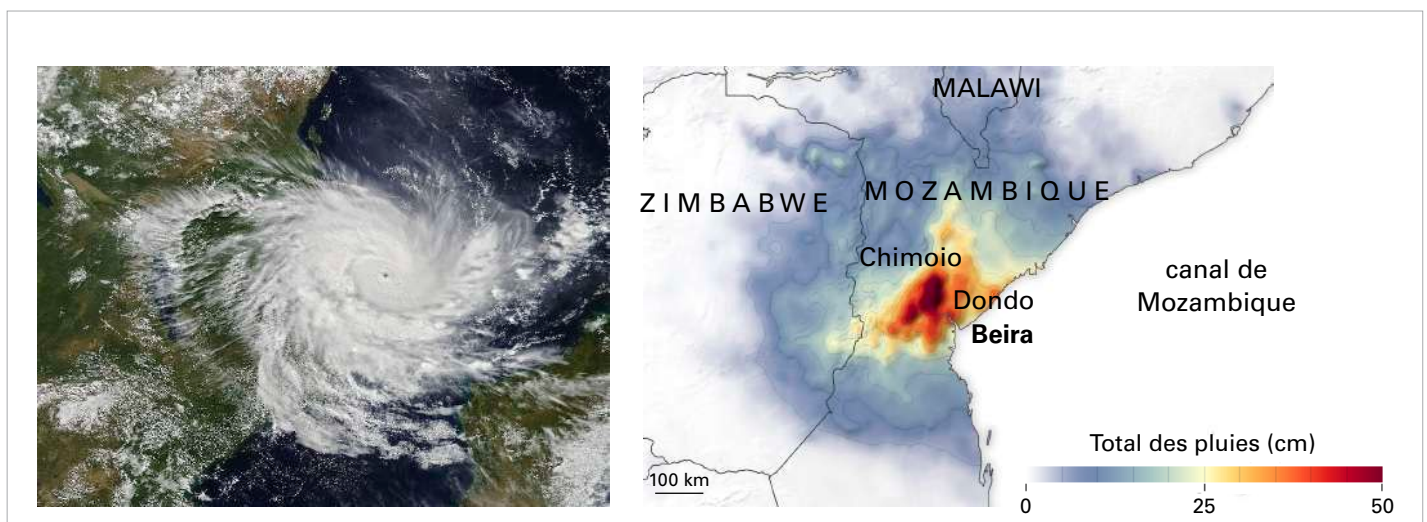 MALAWI
ZIMBABWE
MOZAMBIQUE
Chimoio
canal de
Mozambique
Dondo
Beira
Total des pluies (cm)
100 km
0
25
50